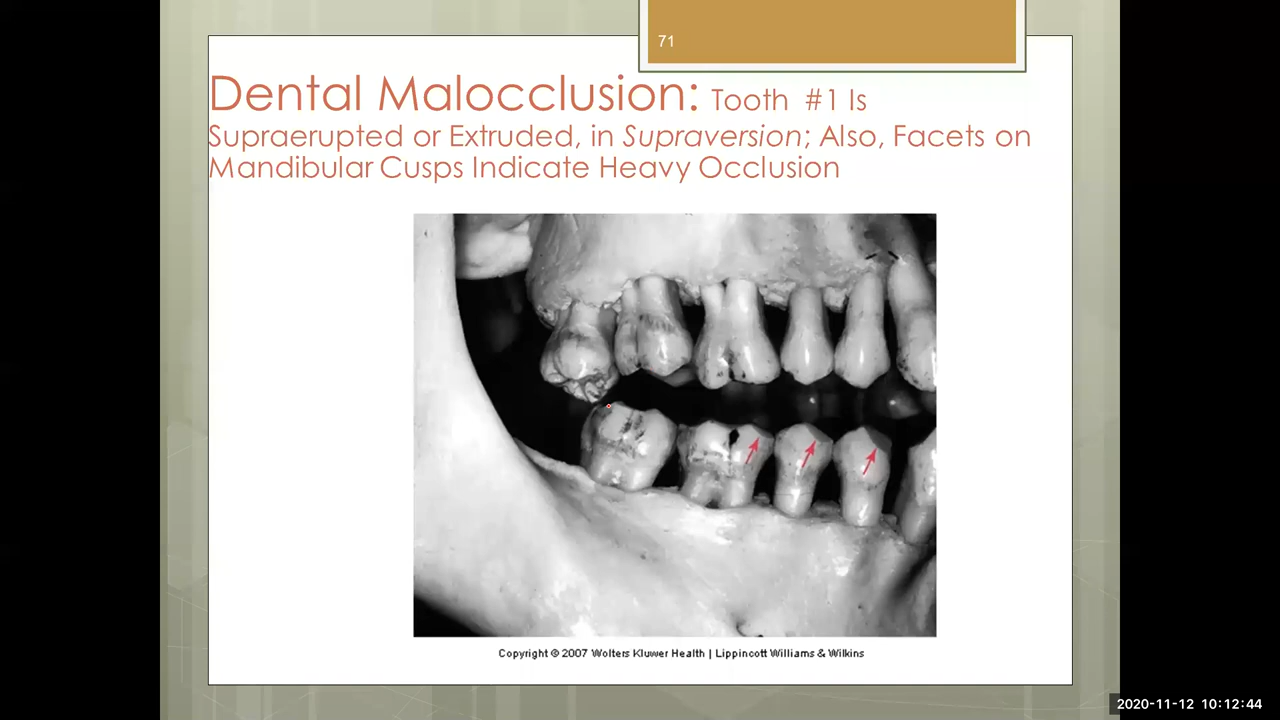 71
Dental Malocclusion: Tooth #1 Is
Supraerupted or Extruded, in Supraversion; Also, Facets on
Mandibular Cusps Indicate Heavy Occlusion
Copyright © 2007 Wolters Kluwer Health | Lippincott Williams & Wilkins
2020-11-12 10:12:44